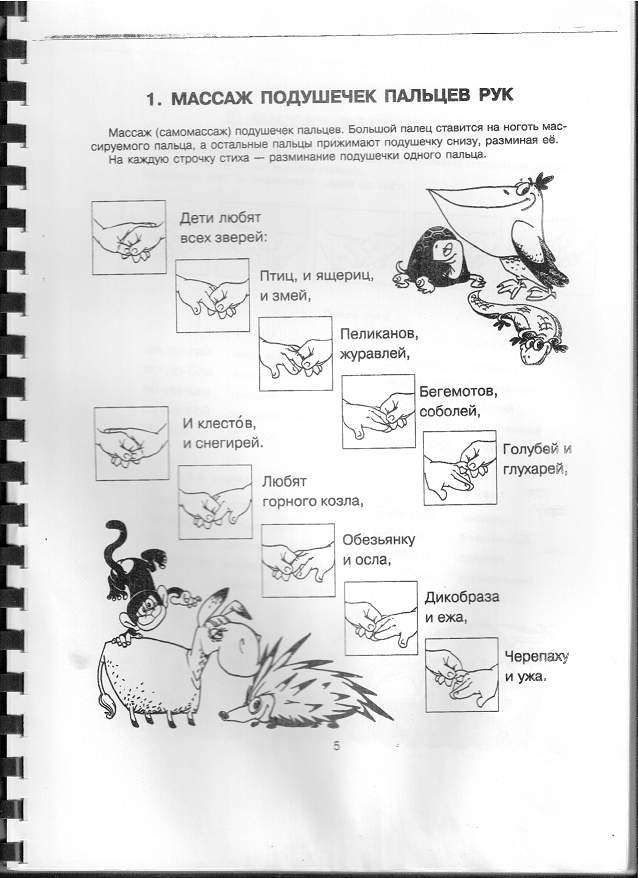 1. МАССАЖ ПОДУШЕЧЕК ПАЛЬЦЕВ РУК
Массаж (самомассаж) подушечек пальцев. Большой палец ставится на ноготь мас-
сируемого пальца, а остальные пальцы прижимают подушечку снизу, разминая её.
На каждую строчку стиха — разминание подушечки одного пальца.
Дети любят
всех зверей:
Птиц, и ящериц,
и змей,
Пеликанов,
журавлей,
Бегемотов,
соболей,
Голубей и
глухарей,
И клесто́в,
и снегирей.
Любят
горного козла,
Обезьянку
и осла,
Дикобраза
и ежа,
Черепаху
и ужа.
5